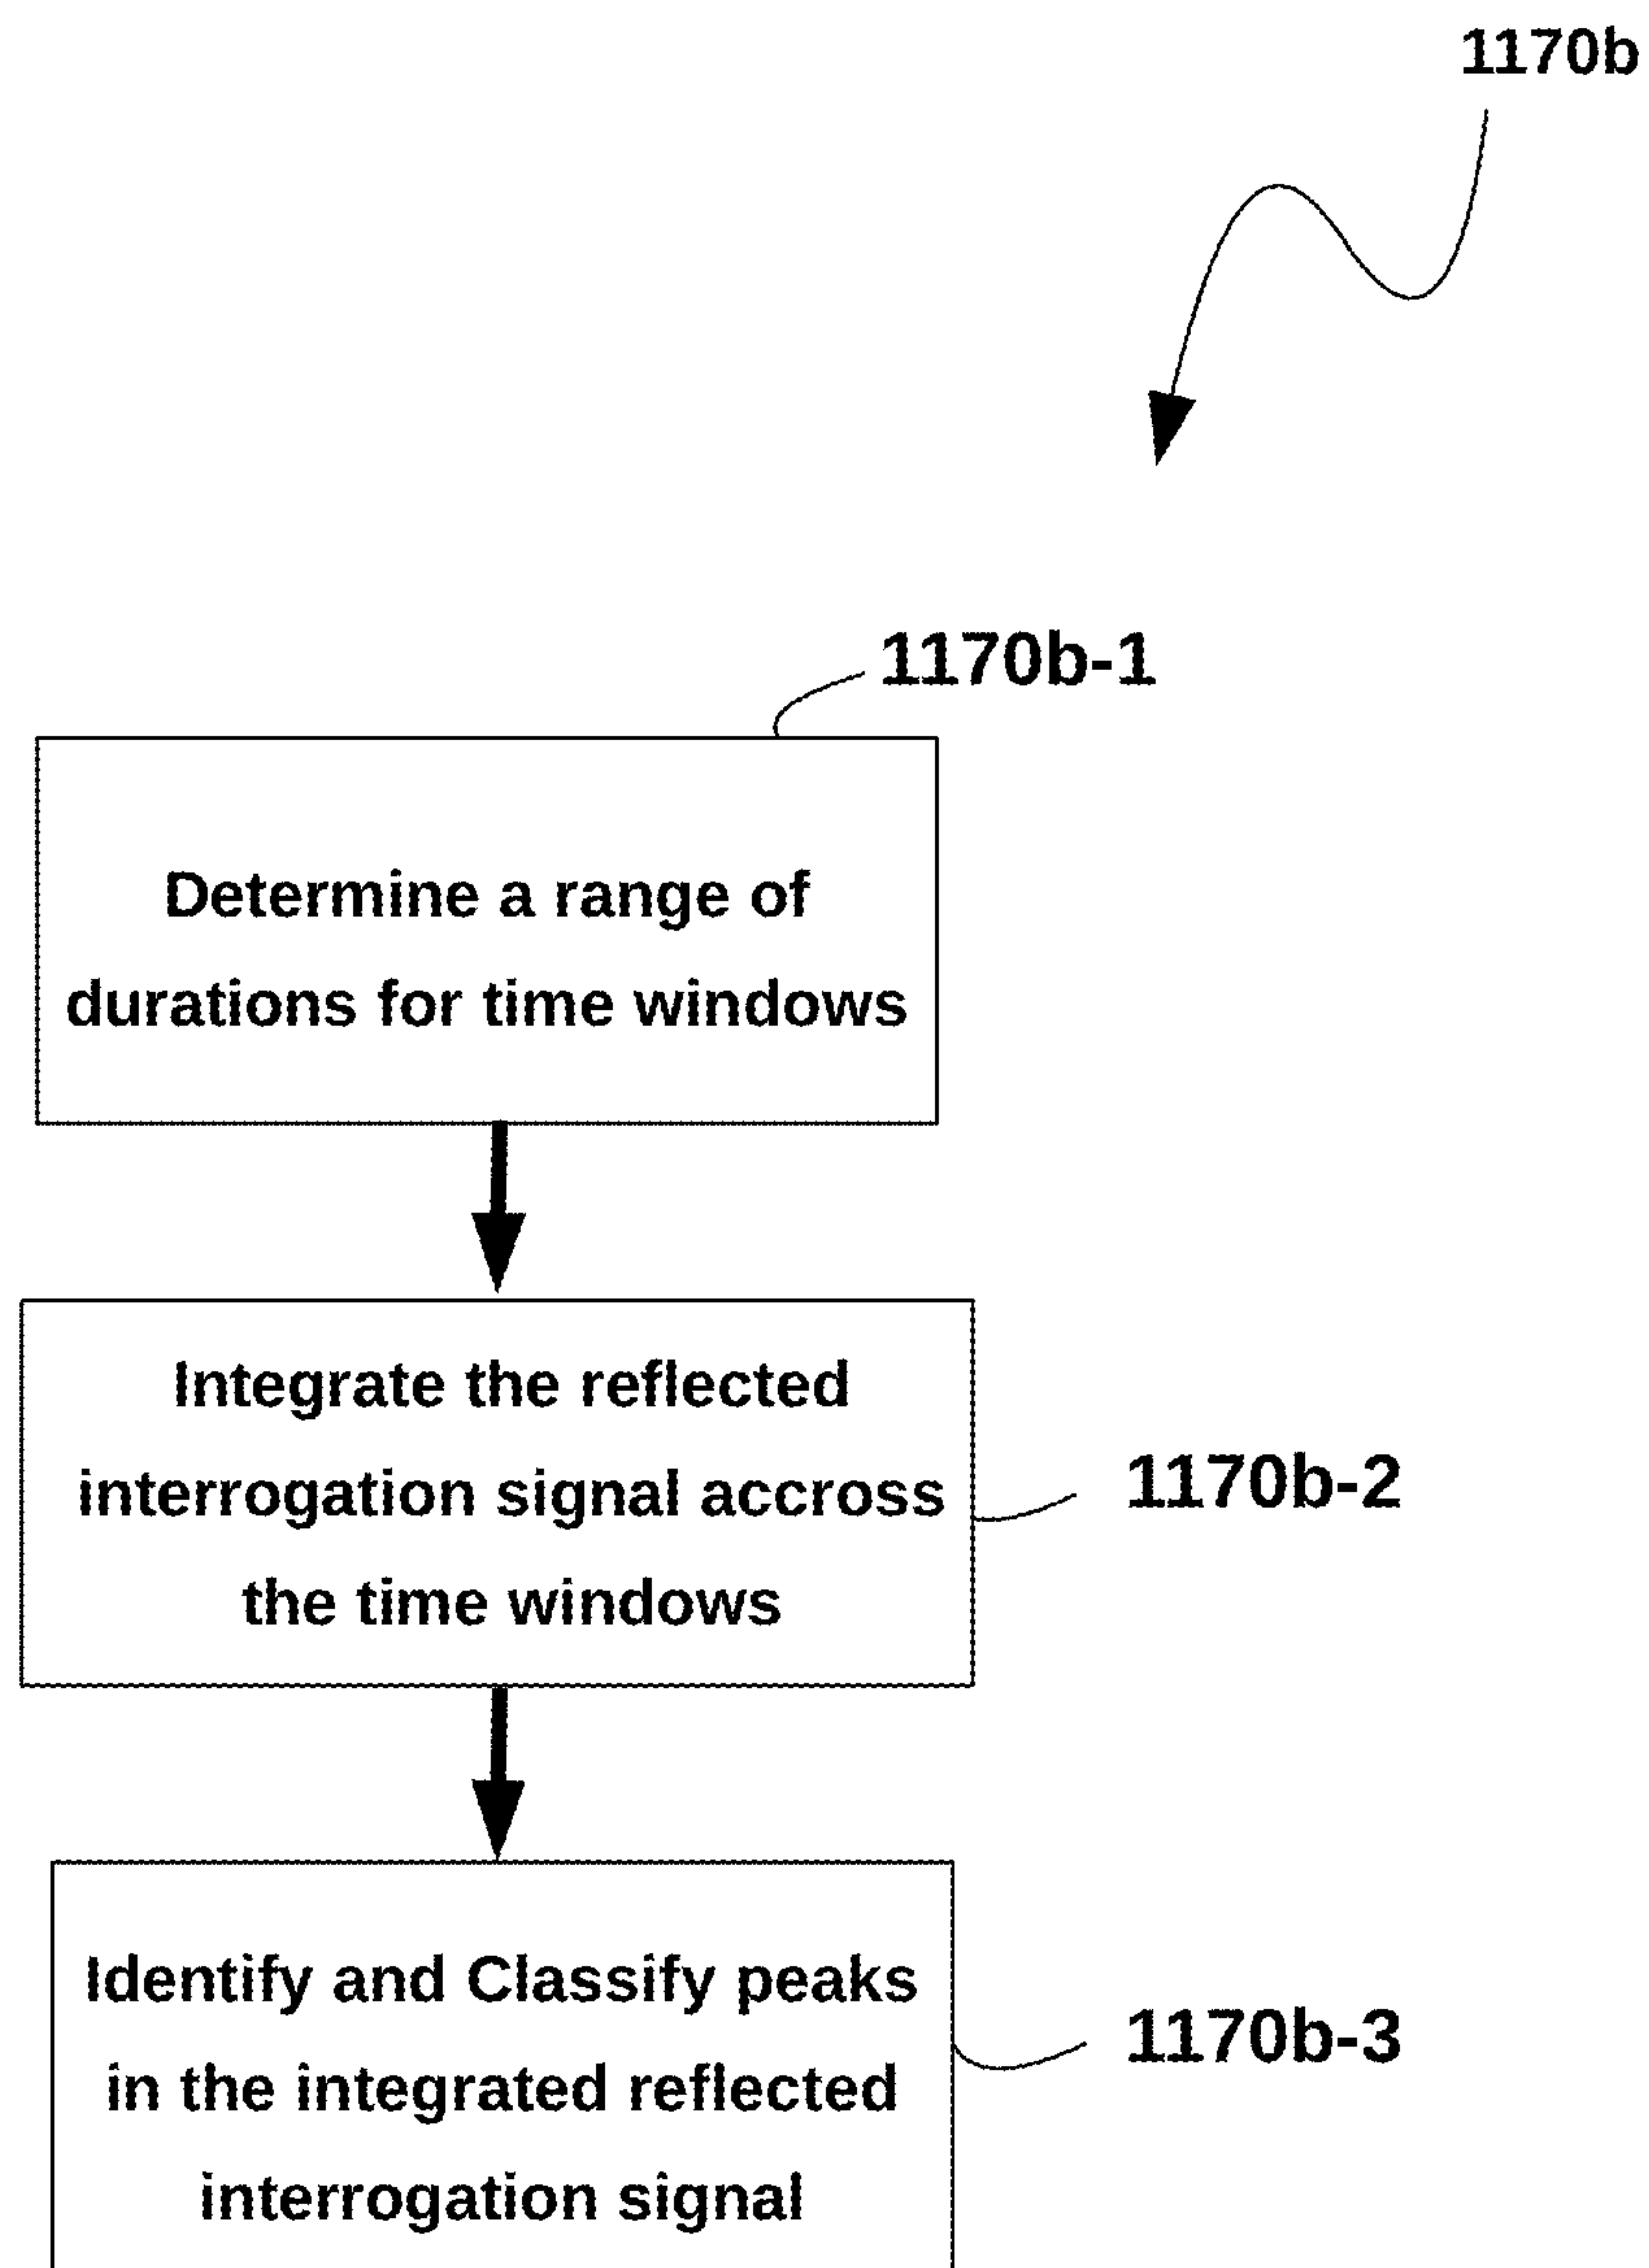 1170b
1170b-1
Determine a range of
durations for time windows
Integrate the reflected
interrogation signal accross
the time windows
1170b-2
Identify and Classify peaks
in the integrated reflected
interrogation signal
1170b-3